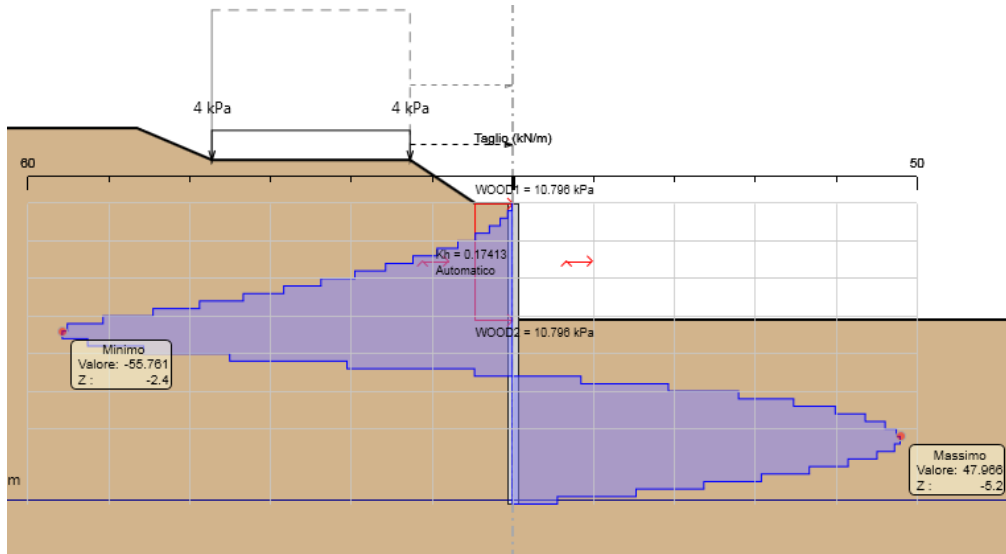 4 kPa
4 kPa
Taglio (kN/m)
60
50
WOOD1 = 10.796 kPa
Kh = 0.17413
Automatico
WOOD2 = 10.796 kPa
Minimo
Valore: -55.761
Z : -2.4
Massimo
Valore: 47.966
Z : -5.2
m